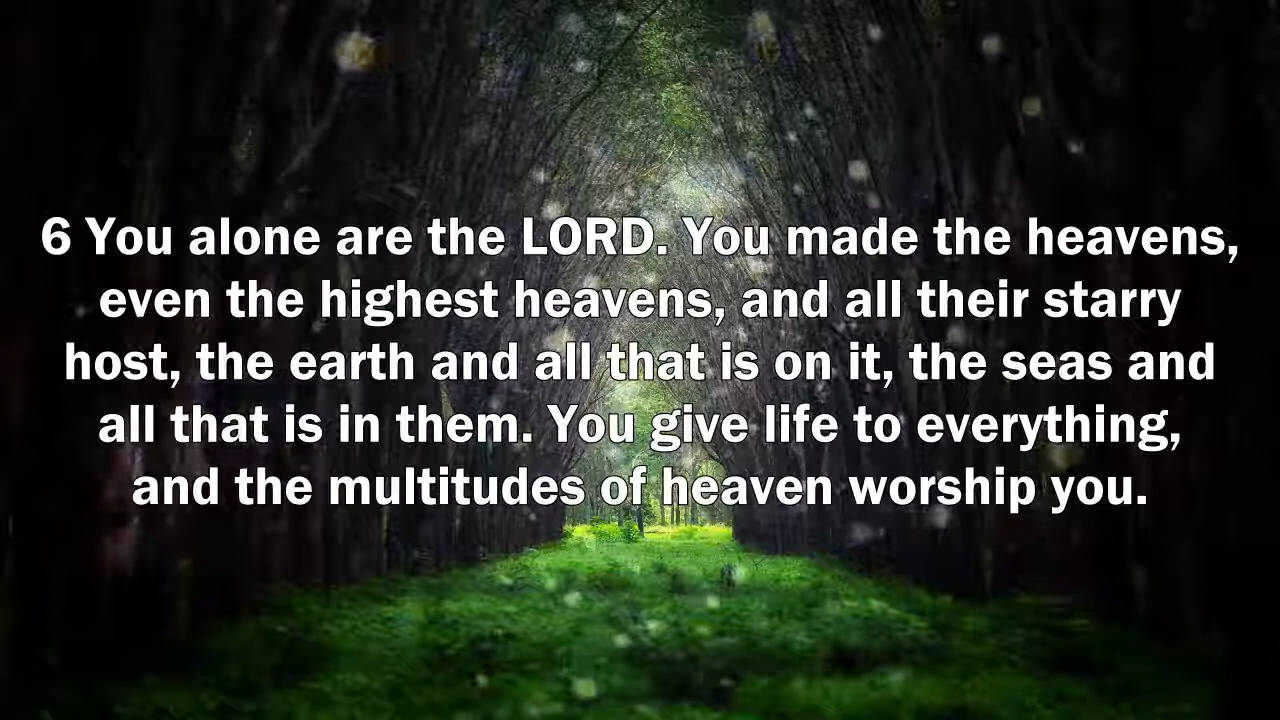 6 You alone are the LORD. You made the heavens,
even the highest heavens, and all their starry
host, the earth and all that is on it, the seas and
all that is in them. You give life to everything,
and the multitudes of heaven worship you.